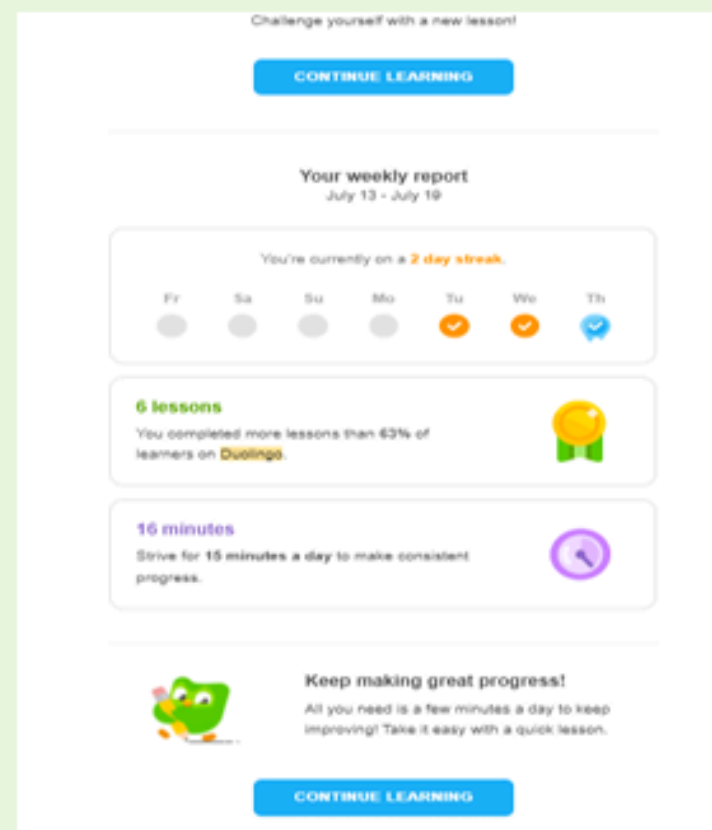 Challenge yourself with a new lesson!
CONTINUE LEARNING
Your weekly report
July 13 - July 19
You're currently on a 2 day streak.
Fr Sa Su Mo Tu We Th
6 lessons
You completed more lessons than 63% of
learners on Duolingo.
16 minutes
Strive for 15 minutes a day to make consistent
progress.
Keep making great progress!
All you need is a few minutes a day to keep
improving! Take it easy with a quick lesson.
CONTINUE LEARNING